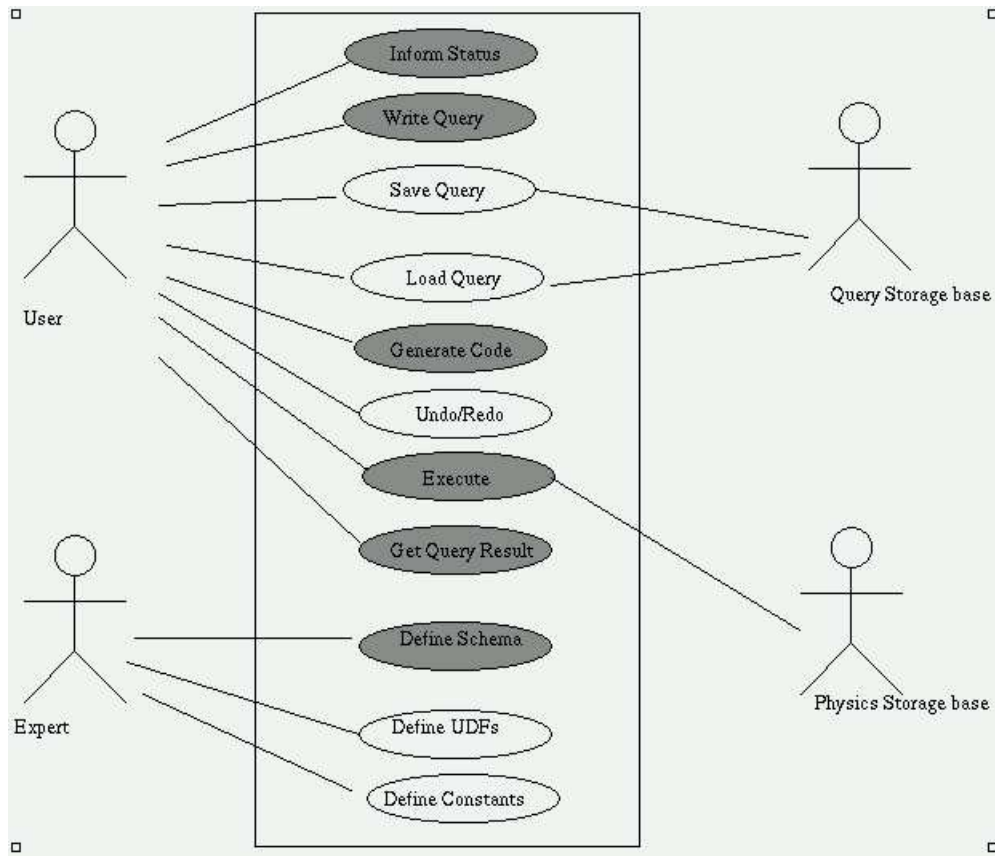 Inform Status
Write Query
Save Query
Load Query
Query Storage base
User
Generate Code
Undo/Redo
Execute
Get Query Result
Define Schema
Physics Storage base
Expert
Define UDFs
Define Constants